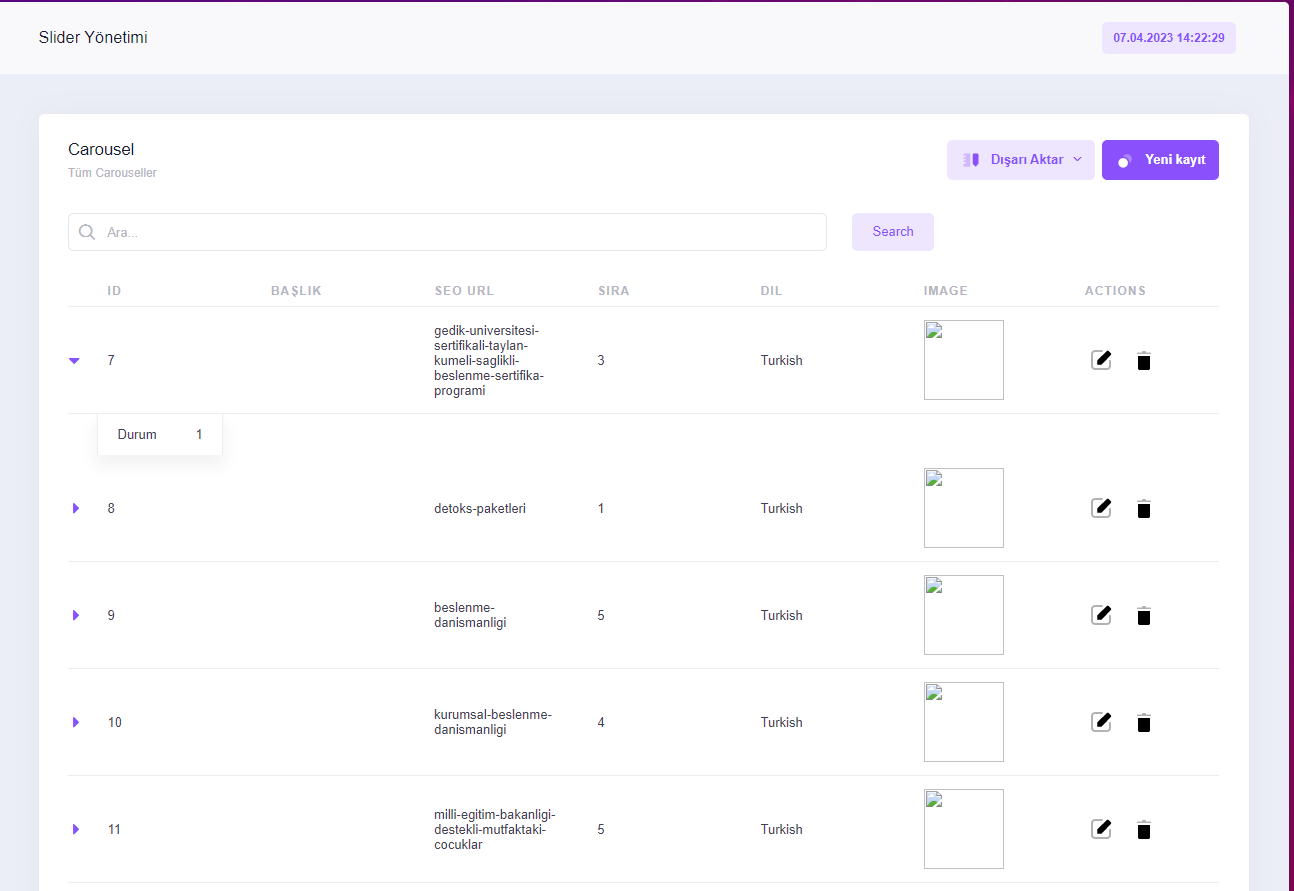 Slider Yönetimi
07.04.2023 14:22:29
Carousel
Tüm Carouseller
Dışarı Aktar
Yeni kayıt
Ara...
Search
ID BAŞLIK SEO URL SIRA DIL IMAGE ACTIONS
gedik-universitesi-
sertifikali-taylan-
7 kumeli-saglikli- 3 Turkish
beslenme-sertifika-
programi
Durum 1
8 detoks-paketleri 1 Turkish
beslenme-
9 5 Turkish
danismanligi
kurumsal-beslenme-
10 4 Turkish
danismanligi
milli-egitim-bakanligi-
11 destekli-mutfaktaki- 5 Turkish
cocuklar